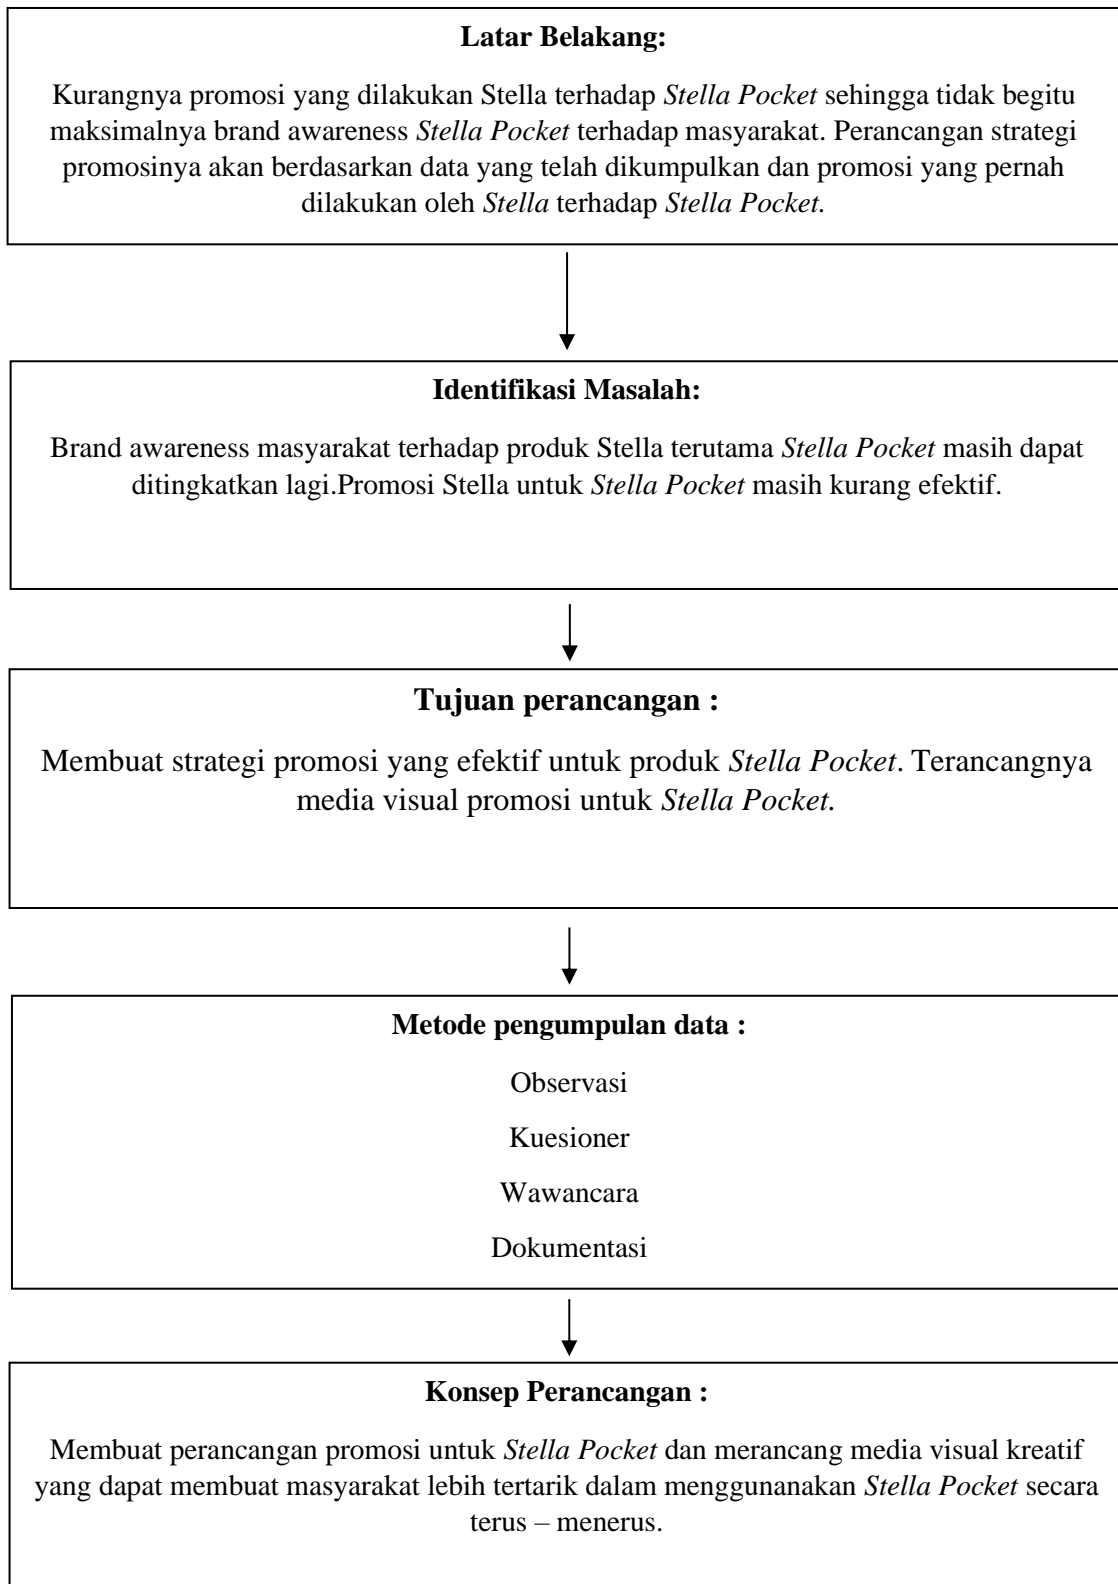 Latar Belakang:
Kurangnya promosi yang dilakukan Stella terhadap Stella Pocket sehingga tidak begitu
maksimalnya brand awareness Stella Pocket terhadap masyarakat. Perancangan strategi
promosinya akan berdasarkan data yang telah dikumpulkan dan promosi yang pernah
dilakukan oleh Stella terhadap Stella Pocket.
Identifikasi Masalah:
Brand awareness masyarakat terhadap produk Stella terutama Stella Pocket masih dapat
ditingkatkan lagi.Promosi Stella untuk Stella Pocket masih kurang efektif.
Tujuan perancangan :
Membuat strategi promosi yang efektif untuk produk Stella Pocket. Terancangnya
media visual promosi untuk Stella Pocket.
Metode pengumpulan data :
Observasi
Kuesioner
Wawancara
Dokumentasi
Konsep Perancangan :
Membuat perancangan promosi untuk Stella Pocket dan merancang media visual kreatif
yang dapat membuat masyarakat lebih tertarik dalam menggunanakan Stella Pocket secara
terus – menerus.